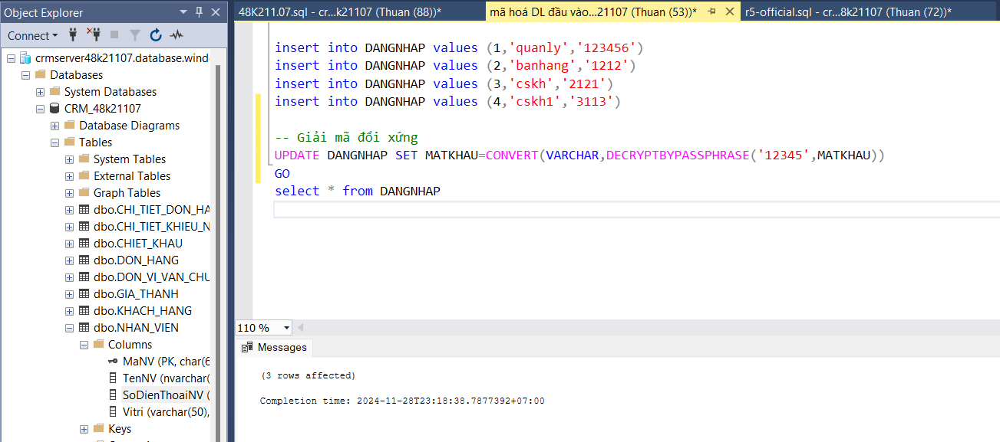 Object Explorer
Connect
crmserver48k21107.database.wind
Databases
System Databases
CRM_48k21107
Database Diagrams
Tables
System Tables
External Tables
Graph Tables
dbo.CHI_TIET_DON_HA
dbo.CHI_TIET_KHIEU_N
dbo.CHIET_KHAU
dbo.DON_HANG
dbo.DON_VI_VAN_CHU
dbo.GIA_THANH
dbo.KHACH_HANG
dbo.NHAN_VIEN
Columns
MaNV (PK, char(6
TenNV (nvarchar(
SoDienThoaiNV (
Vitri (varchar(50),
Keys
48K211.07.sql - cr...k21107 (Thuan (88))*
mã hoá DL đầu vào...21107 (Thuan (53))*
r5-official.sql - cr...8k21107 (Thuan (72))*
insert into DANGNHAP values (1,'quanly','123456')
insert into DANGNHAP values (2,'banhang','1212')
insert into DANGNHAP values (3,'cskh','2121')
insert into DANGNHAP values (4,'cskh1','3113')
-- Giải mã đối xứng
UPDATE DANGNHAP SET MATKHAU=CONVERT(VARCHAR,DECRYPTBYPASSPHRASE('12345',MATKHAU))
GO
select * from DANGNHAP
110 %
Messages
(3 rows affected)
Completion time: 2024-11-28T23:18:38.7877392+07:00